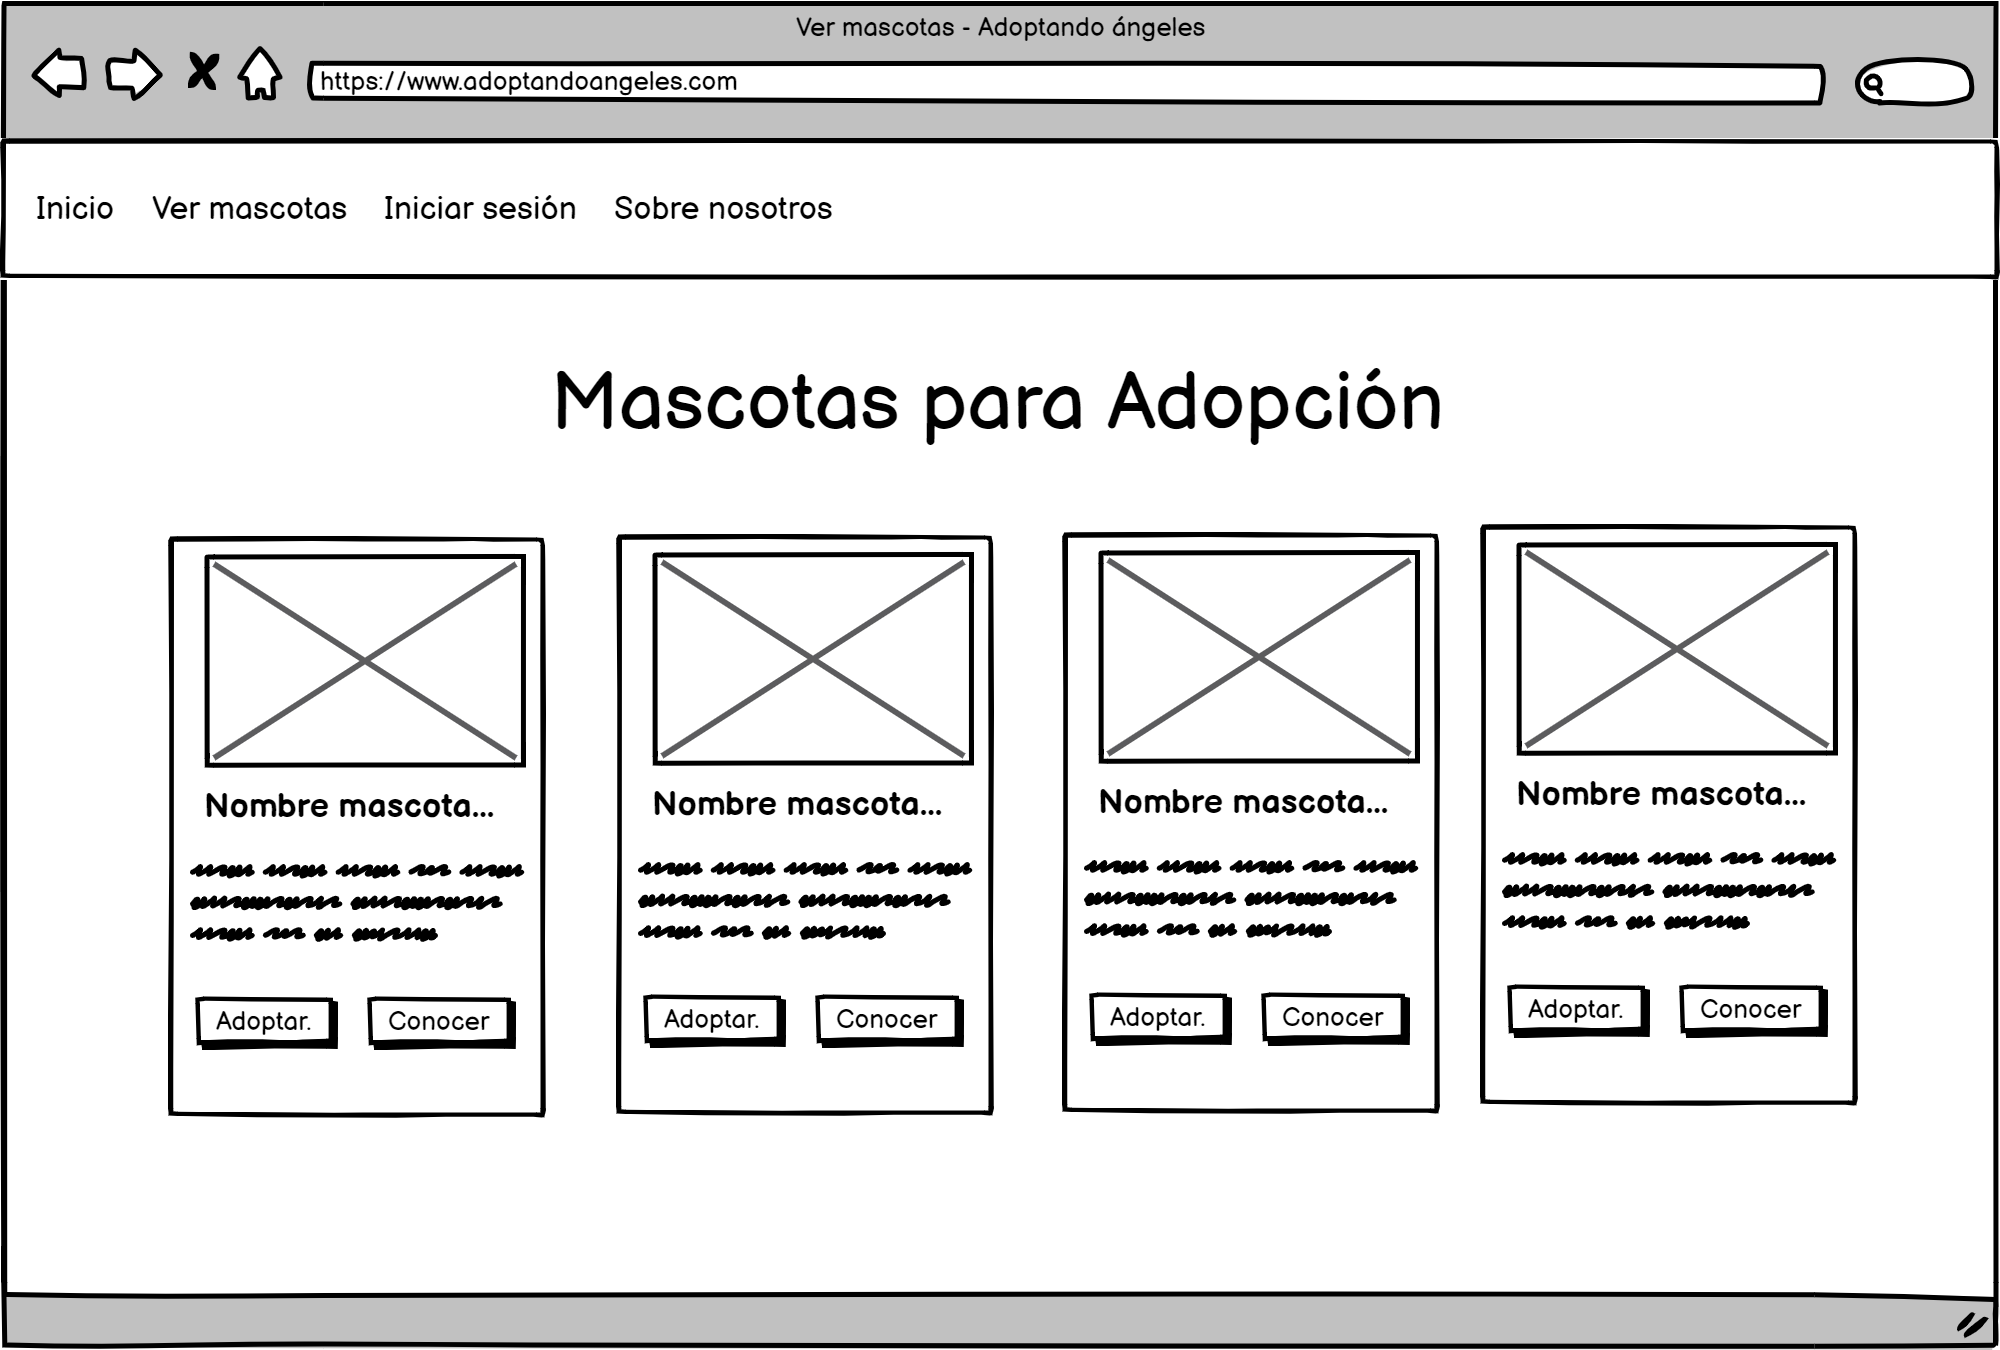 Ver mascotas - Adoptando ángeles
https://www.adoptandoangeles.com
Inicio Ver mascotas Iniciar sesión Sobre nosotros
Mascotas para Adopción
Nombre mascota...
Adoptar. Conocer
Nombre mascota...
Adoptar. Conocer
Nombre mascota...
Adoptar. Conocer
Nombre mascota...
Adoptar. Conocer